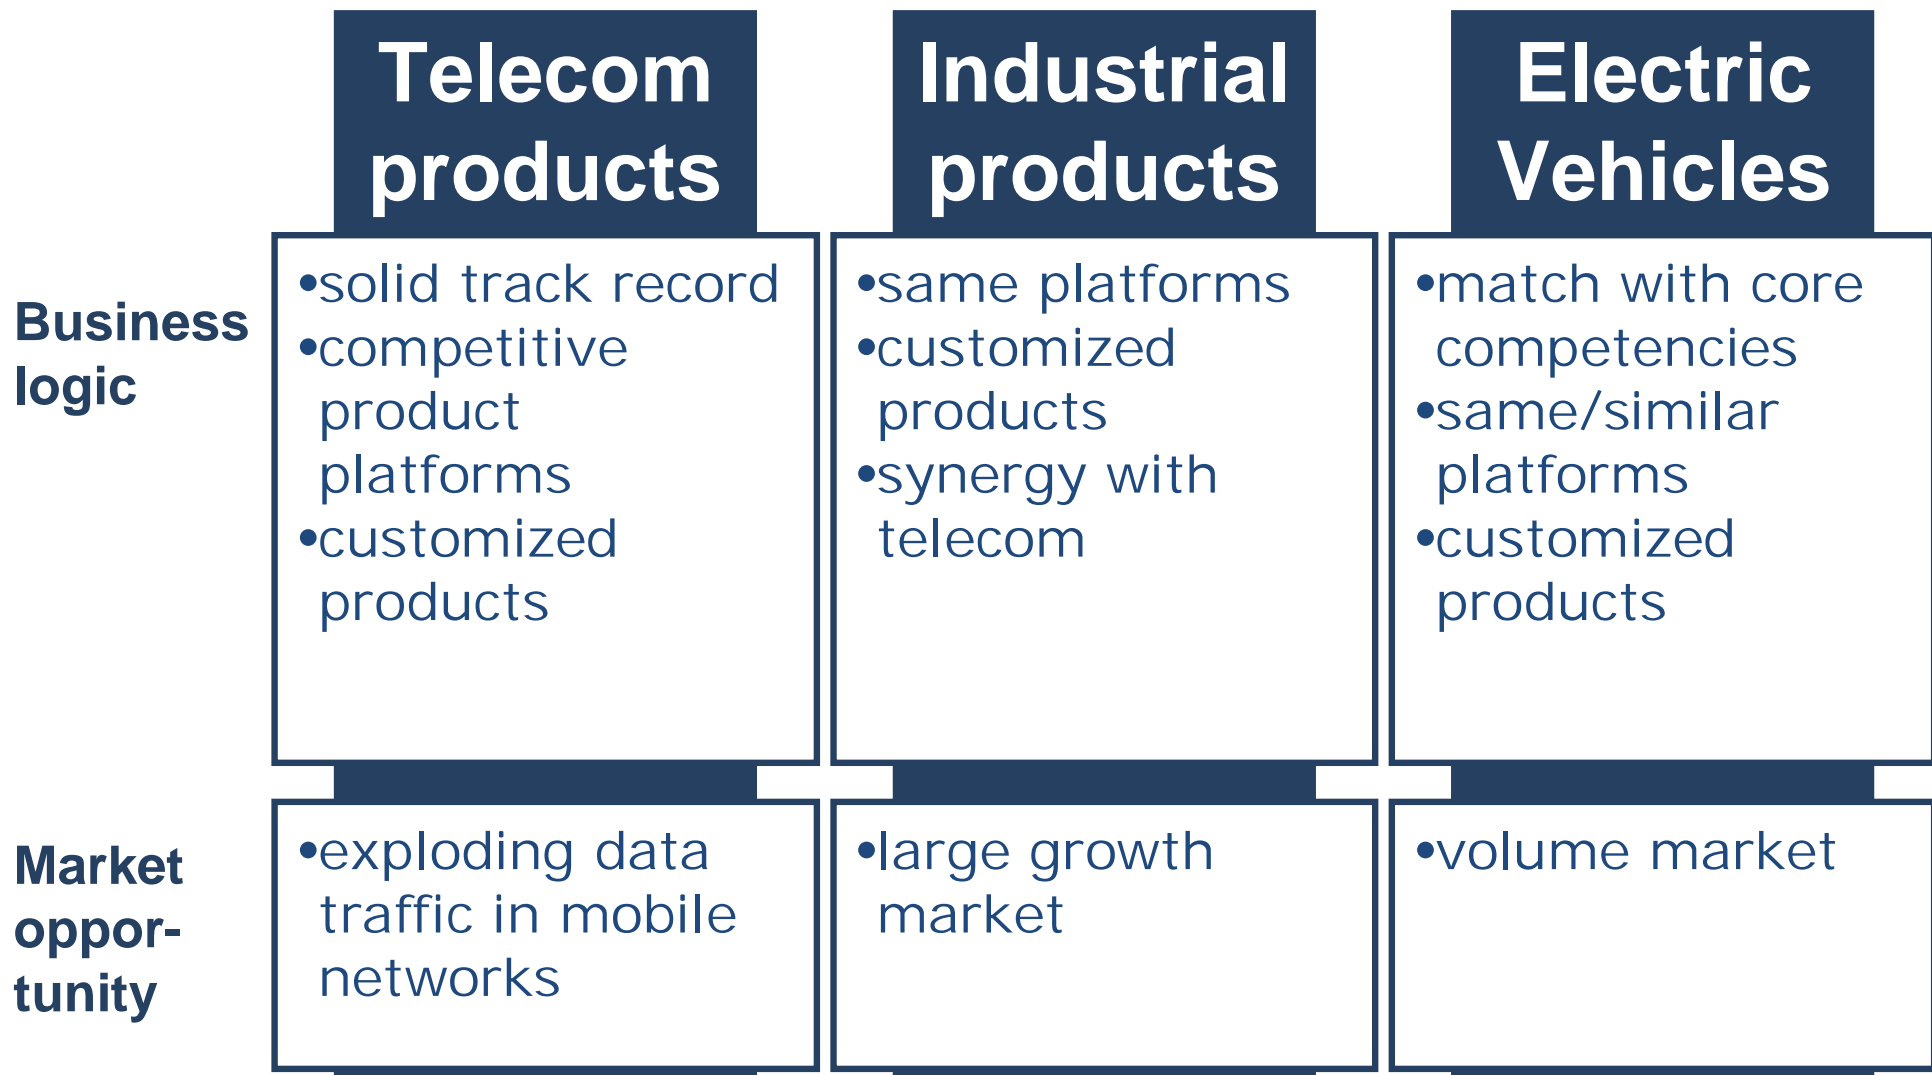 Telecom
products
Industrial
products
Electric
Vehicles
Business
logic
•solid track record
•competitive
product
platforms
•customized
products
•same platforms
•customized
products
•synergy with
telecom
•match with core
competencies
•same/similar
platforms
•customized
products
Market
oppor-
tunity
•exploding data
traffic in mobile
networks
•large growth
market
•volume market